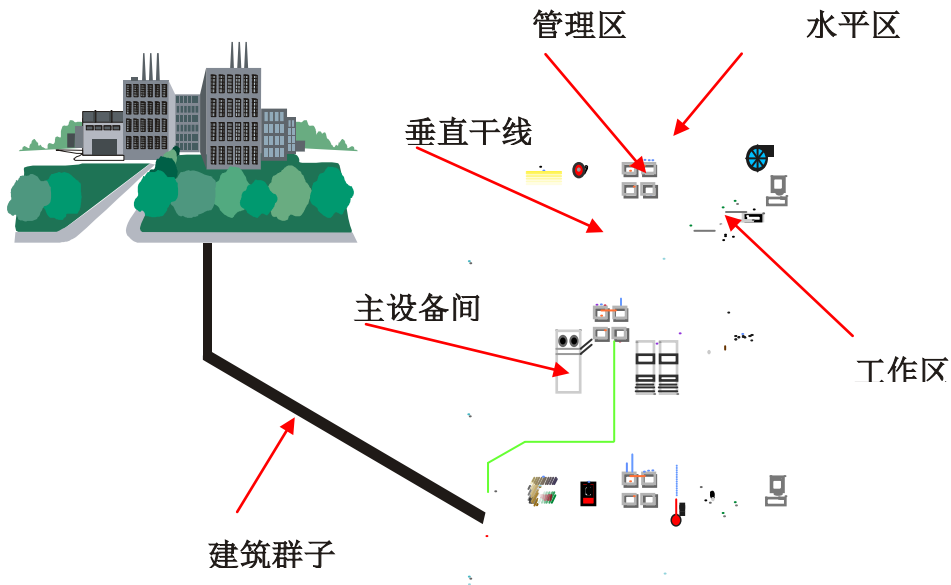 管理区
水平区
垂直干线
主设备间
工作区
建筑群子